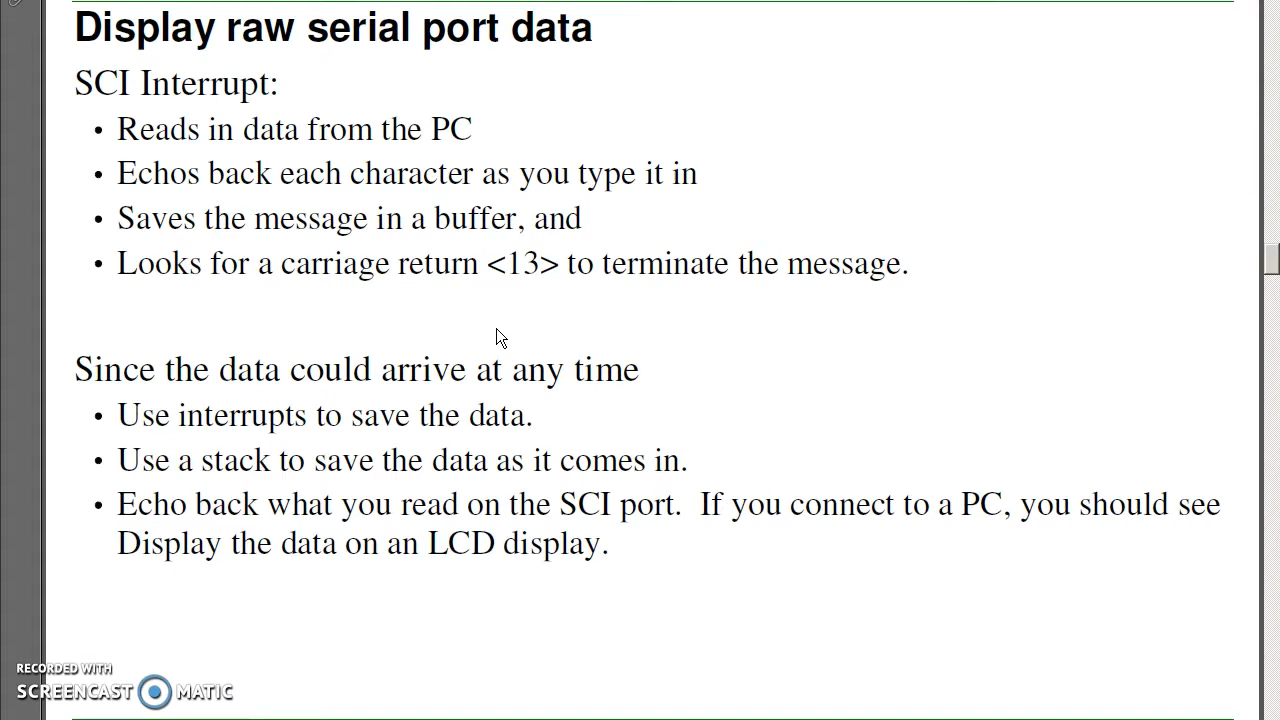 Display raw serial port data
SCI Interrupt:
• Reads in data from the PC
• Echos back each character as you type it in
• Saves the message in a buffer, and
• Looks for a carriage return <13> to terminate the message.
Since the data could arrive at any time
• Use interrupts to save the data.
• Use a stack to save the data as it comes in.
• Echo back what you read on the SCI port.  If you connect to a PC, you should see
Display the data on an LCD display.
RECORDED WITH
SCREENCAST MATIC